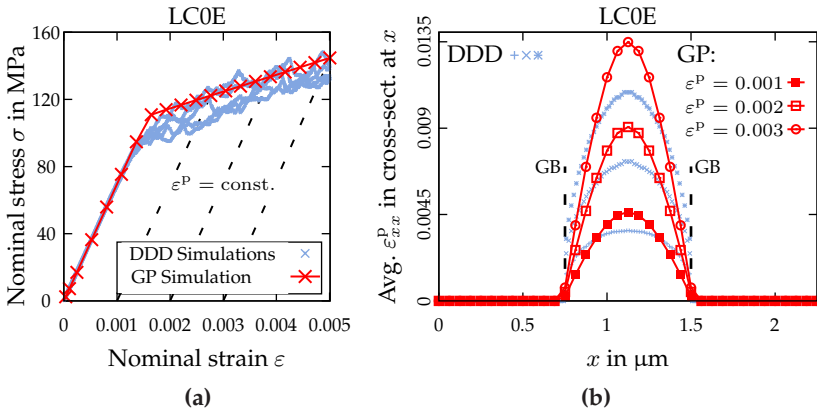 LC0E
Nominal stress σ in MPa
160
120
80
40
0
εᵖ = const.
DDD Simulations
GP Simulation
0 0.001 0.002 0.003 0.004 0.005
Nominal strain ε
(a)
LC0E
Avg. εᵖₓₓ in cross-sect. at x
0.0135
0.009
0.0045
0
DDD
GP:
εᵖ = 0.001
εᵖ = 0.002
εᵖ = 0.003
GB GB
0 0.5 1 1.5 2
x in μm
(b)